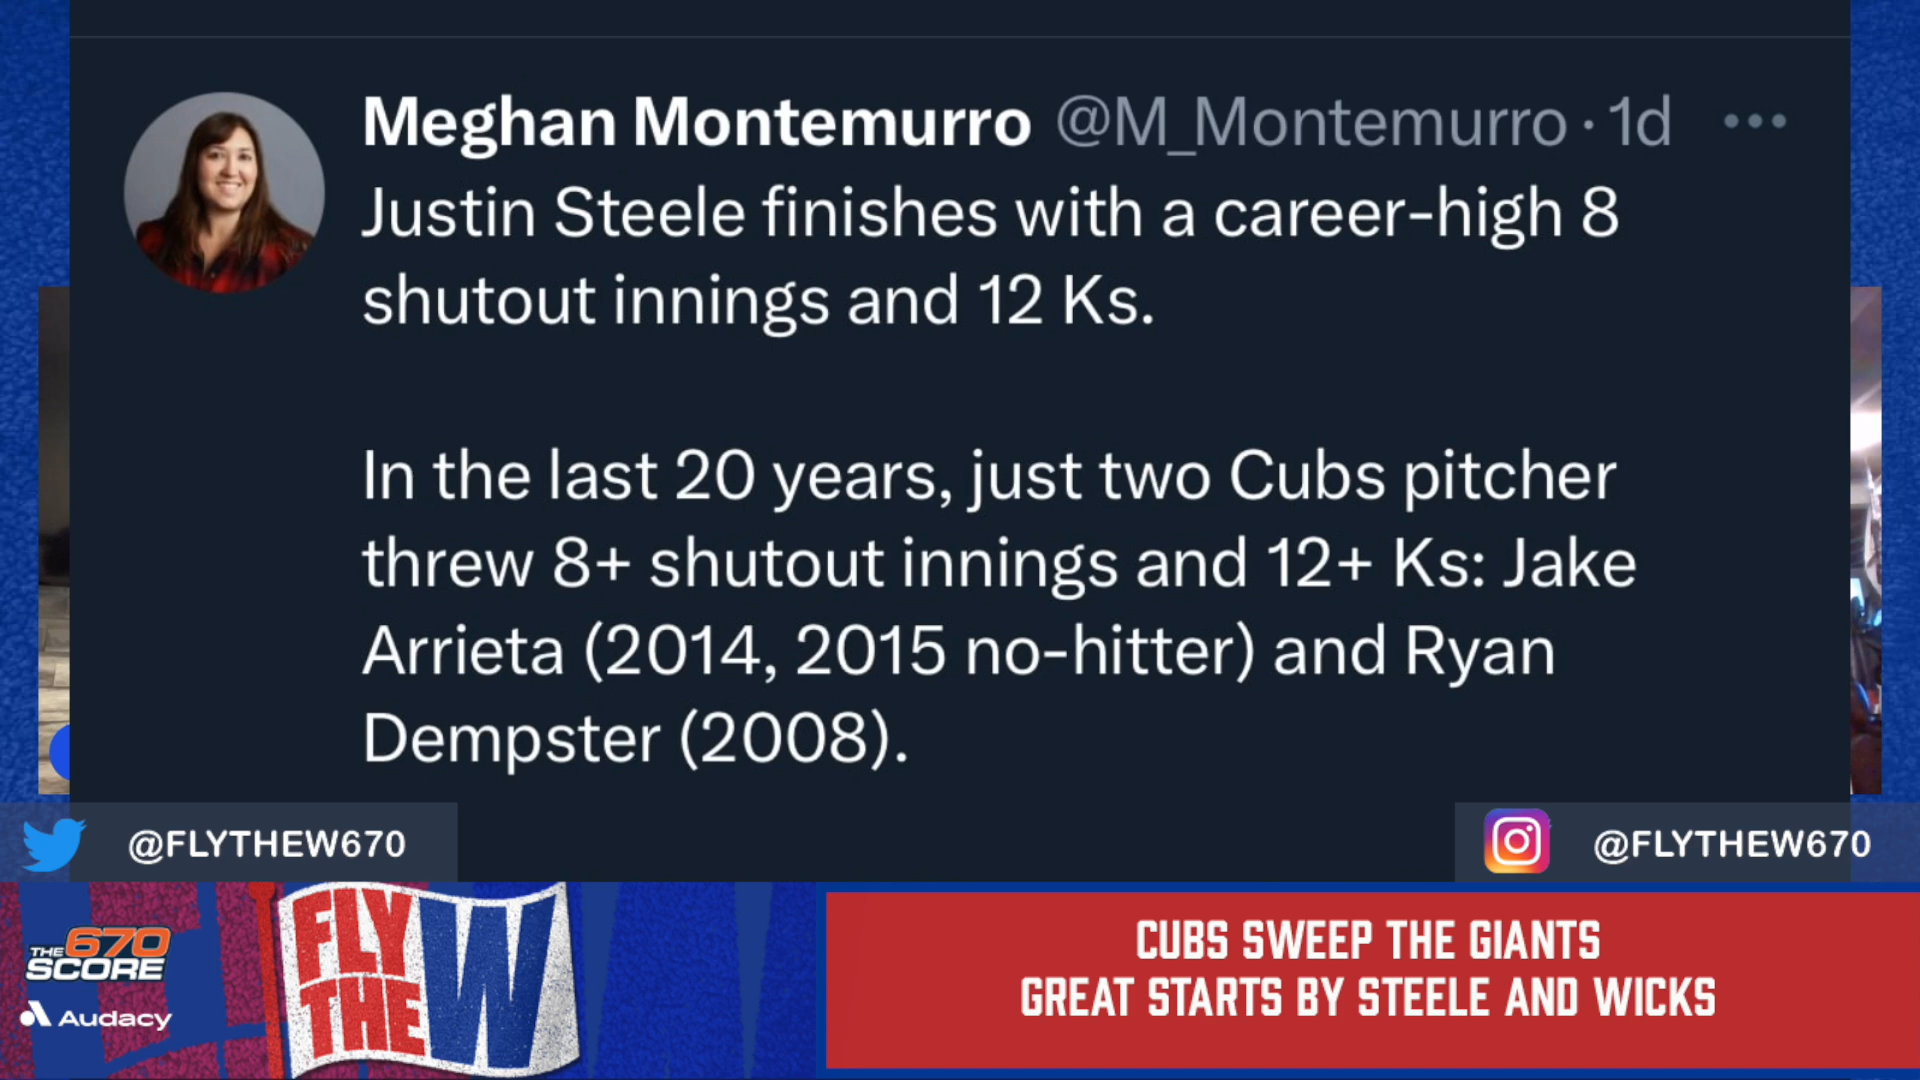 Meghan Montemurro @M_Montemurro · 1d ...
Justin Steele finishes with a career-high 8
shutout innings and 12 Ks.
In the last 20 years, just two Cubs pitcher
threw 8+ shutout innings and 12+ Ks: Jake
Arrieta (2014, 2015 no-hitter) and Ryan
Dempster (2008).
@FLYTHEW670
@FLYTHEW670
THE 670
SCORE
Audacy
FLY
THE
W
CUBS SWEEP THE GIANTS
GREAT STARTS BY STEELE AND WICKS